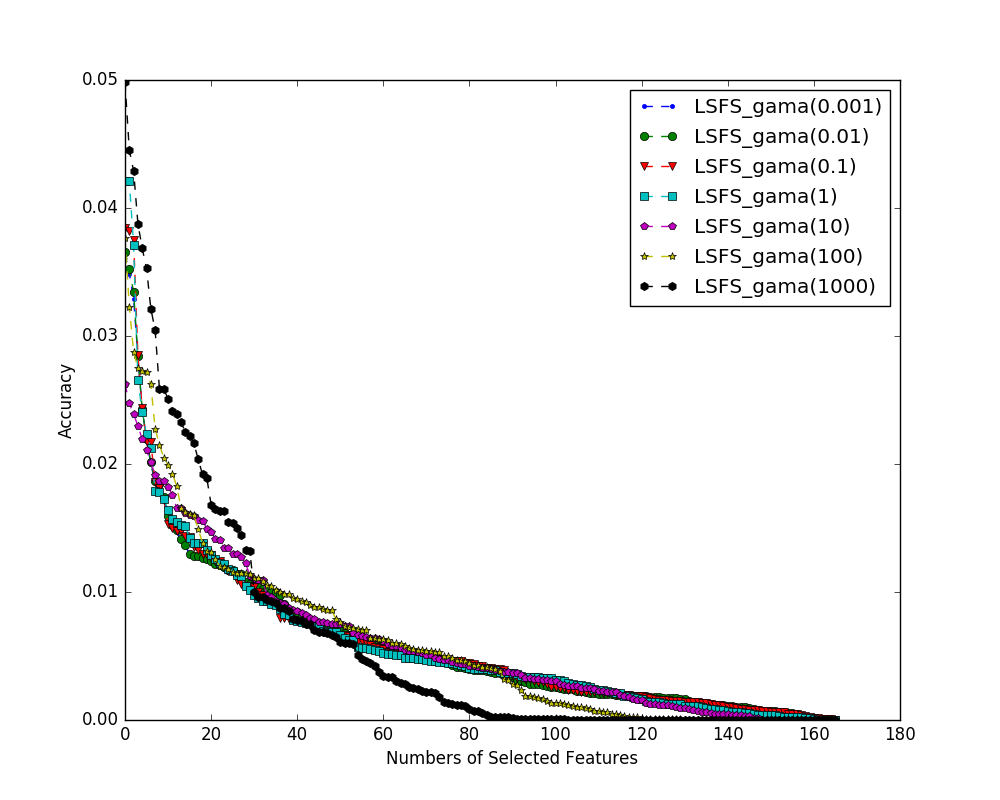 0.05
0.04
0.03
0.02
0.01
0.00
Accuracy
0 20 40 60 80 100 120 140 160 180
Numbers of Selected Features
LSFS_gama(0.001)
LSFS_gama(0.01)
LSFS_gama(0.1)
LSFS_gama(1)
LSFS_gama(10)
LSFS_gama(100)
LSFS_gama(1000)